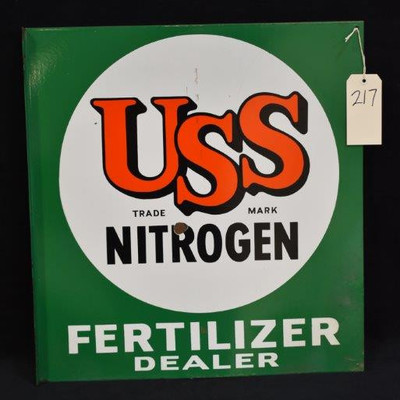 USS
TRADE MARK
NITROGEN
FERTILIZER
DEALER
217